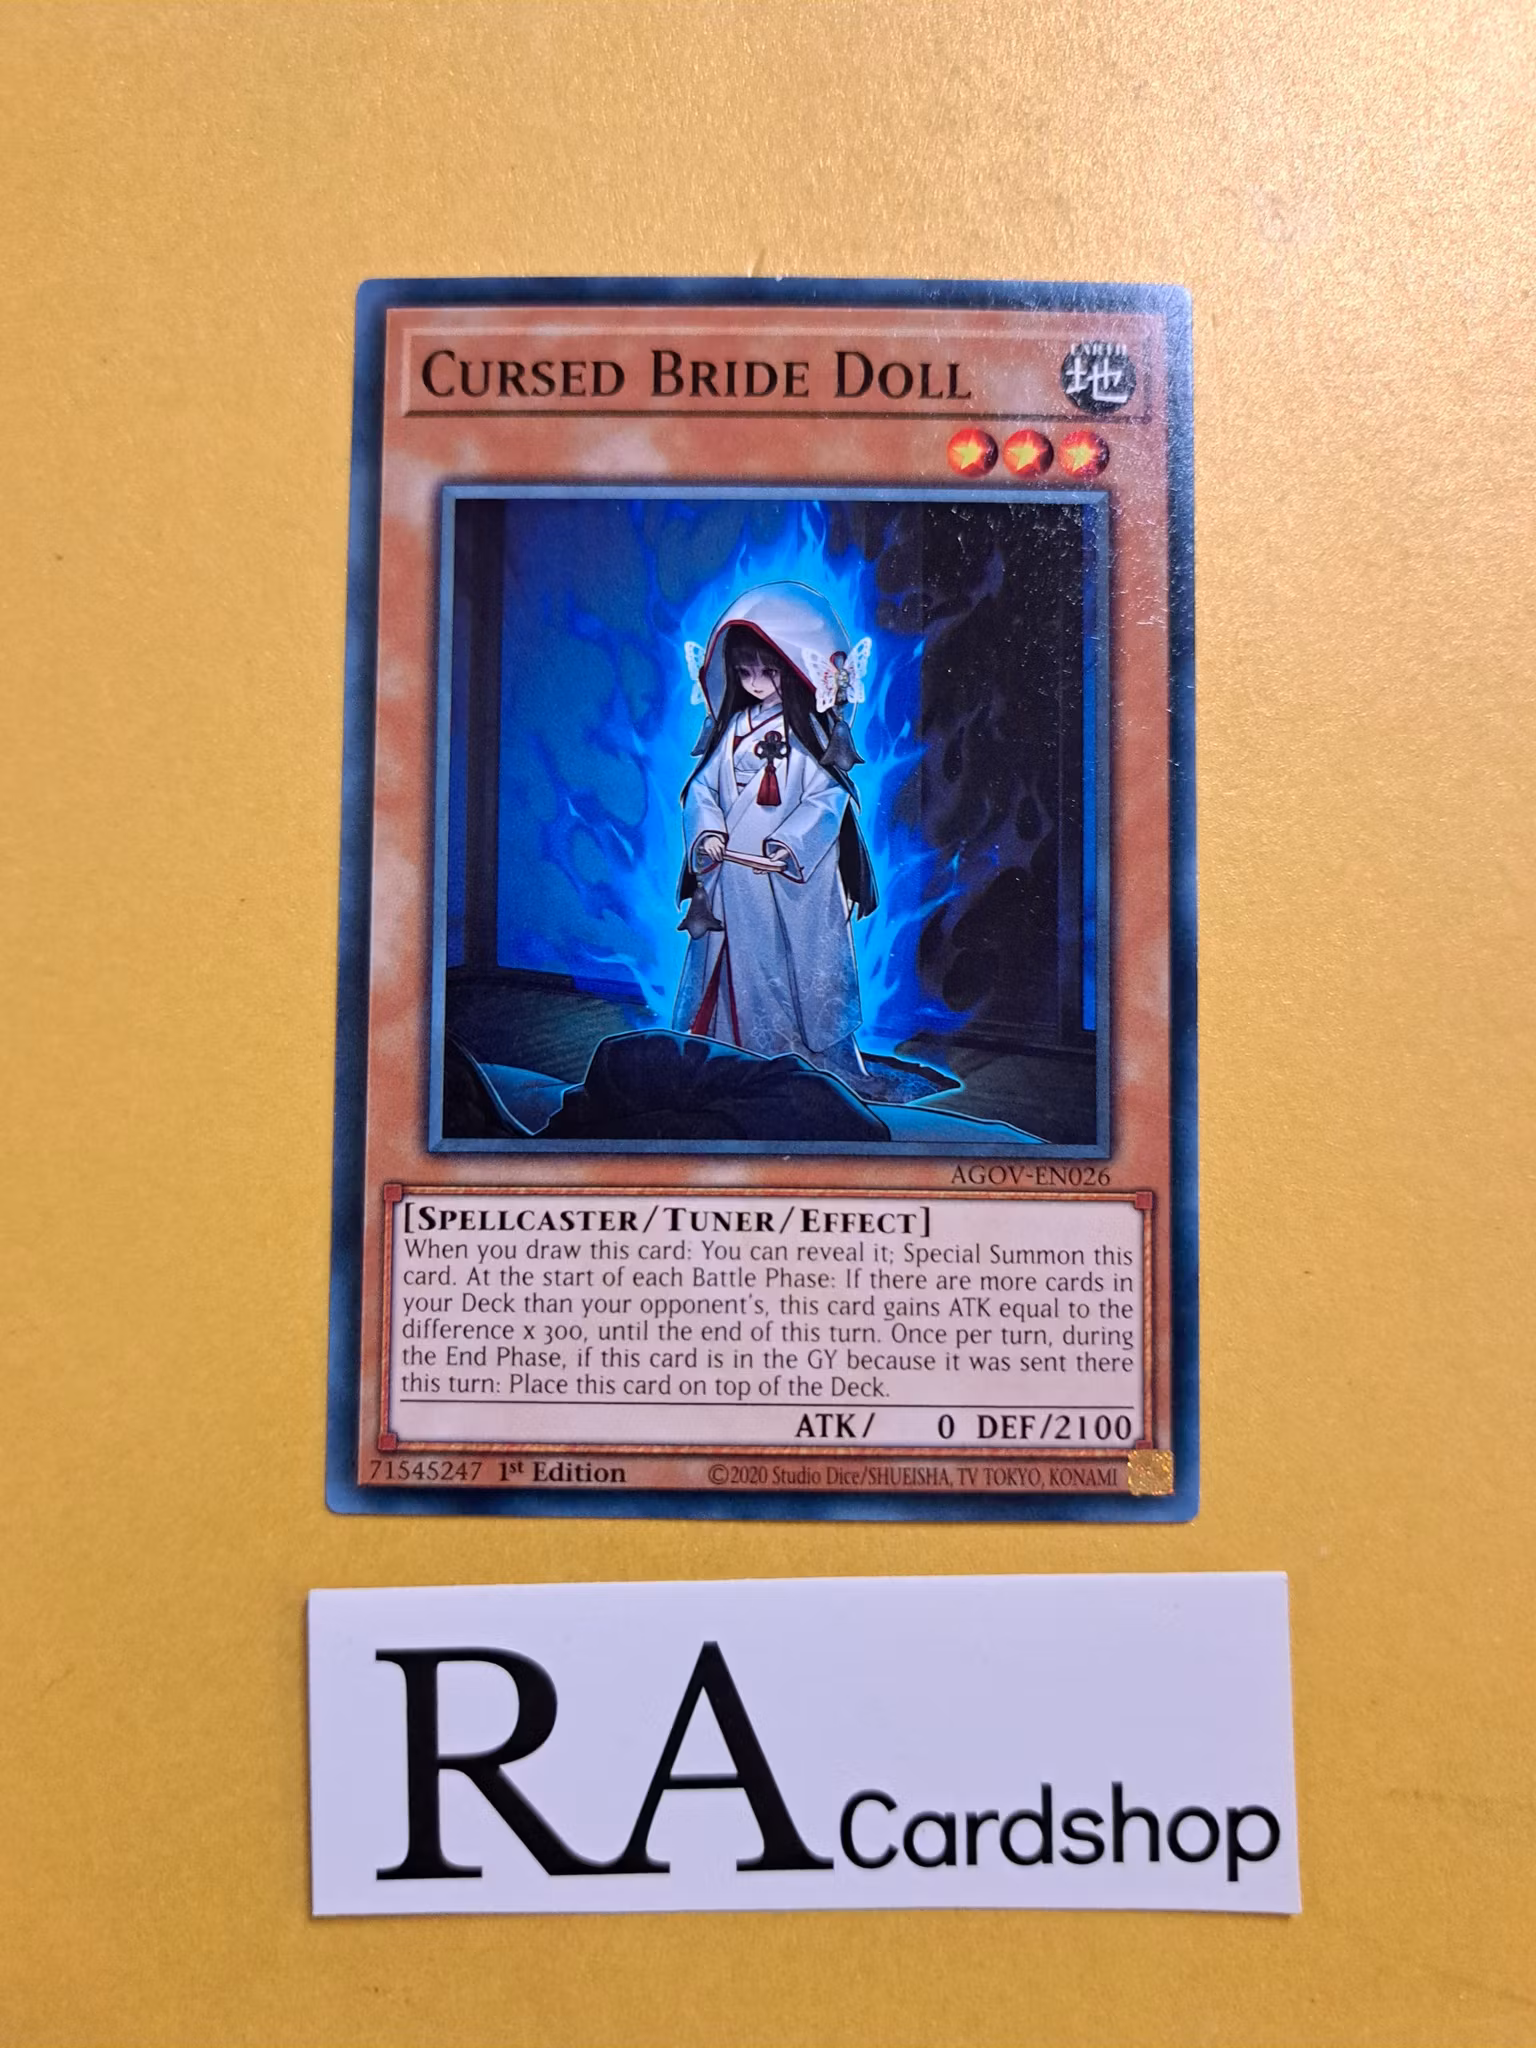 CURSED BRIDE DOLL
EARTH
地
AGOV-EN026
[SPELLCASTER/TUNER/EFFECT]
When you draw this card: You can reveal it; Special Summon this
card. At the start of each Battle Phase: If there are more cards in
your Deck than your opponent's, this card gains ATK equal to the
difference x 300, until the end of this turn. Once per turn, during
the End Phase, if this card is in the GY because it was sent there
this turn: Place this card on top of the Deck.
ATK/ 0 DEF/2100
71545247 1st Edition ©2020 Studio Dice/SHUEISHA, TV TOKYO, KONAMI
RA Cardshop